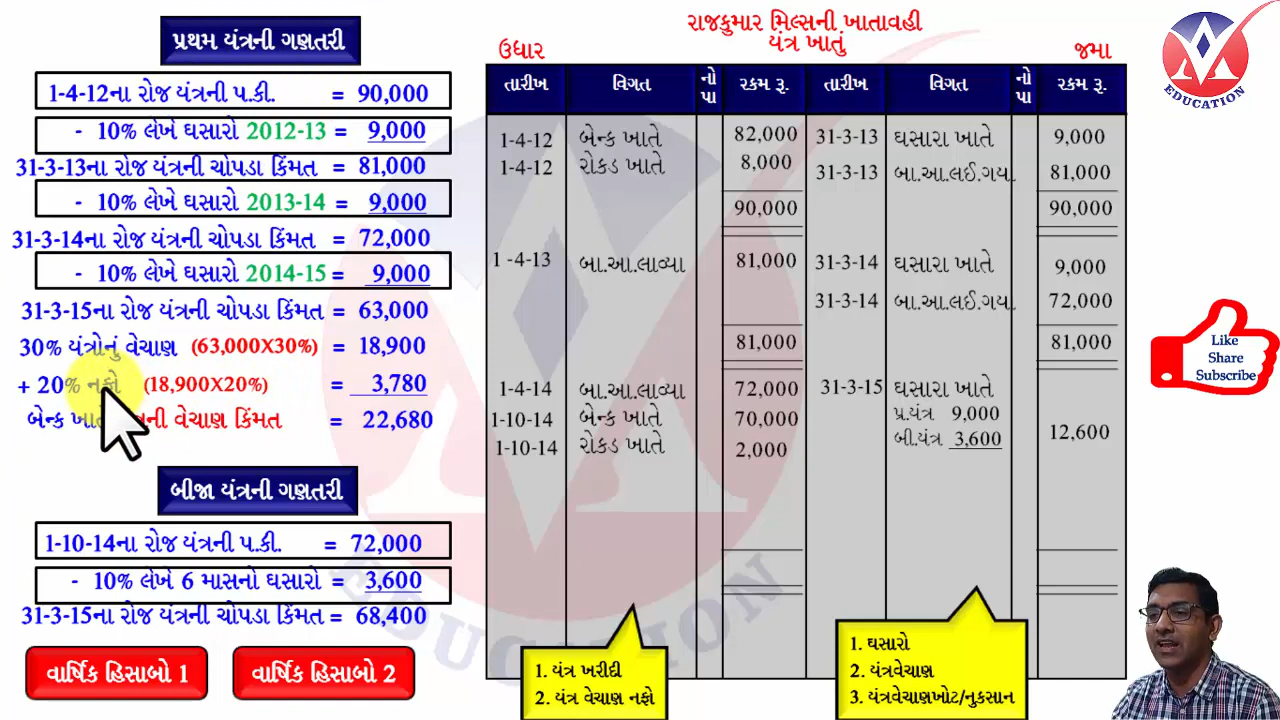 પ્રથમ યંત્રની ગણતરી
1-4-12ના રોજ યંત્રની પ.કી. = 90,000
- 10% લેખે ઘસારો 2012-13 = 9,000
31-3-13ના રોજ યંત્રની ચોપડા કિંમત = 81,000
- 10% લેખે ઘસારો 2013-14 = 9,000
31-3-14ના રોજ યંત્રની ચોપડા કિંમત = 72,000
- 10% લેખે ઘસારો 2014-15 = 9,000
31-3-15ના રોજ યંત્રની ચોપડા કિંમત = 63,000
30% યંત્રોનું વેચાણ (63,000X30%) = 18,900
+ 20% નફો (18,900X20%) = 3,780
બેન્ક ની વેચાણ કિંમત = 22,680
બીજા યંત્રની ગણતરી
1-10-14ના રોજ યંત્રની પ.કી. = 72,000
- 10% લેખે 6 માસનો ઘસારો = 3,600
31-3-15ના રોજ યંત્રની ચોપડા કિંમત = 68,400
વાર્ષિક હિસાબો 1 વાર્ષિક હિસાબો 2
રાજકુમાર મિલ્સની ખાતાવહી
ઉધાર યંત્ર ખાતું જમા
તારીખ વિગત નો પા રકમ રૂ. તારીખ વિગત નો પા રકમ રૂ.
1-4-12 બેન્ક ખાતે 82,000 31-3-13 ઘસારા ખાતે 9,000
1-4-12 રોકડ ખાતે 8,000 31-3-13 બા.આ.લઈ.ગયા. 81,000
90,000 90,000
1 -4-13 બા.આ.લાવ્યા 81,000 31-3-14 ઘસારા ખાતે 9,000
31-3-14 બા.આ.લઈ.ગયા. 72,000
81,000 81,000
1-4-14 બા.આ.લાવ્યા 72,000 31-3-15 ઘસારા ખાતે
1-10-14 બેન્ક ખાતે 70,000 પ્ર.યંત્ર 9,000
1-10-14 રોકડ ખાતે 2,000 બી.યંત્ર 3,600 12,600
1. યંત્ર ખરીદી
2. યંત્ર વેચાણ નફો
1. ઘસારો
2. યંત્રવેચાણ
3. યંત્રવેચાણખોટ/નુકસાન
EDUCATION
Like
Share
Subscribe
EDUCATION